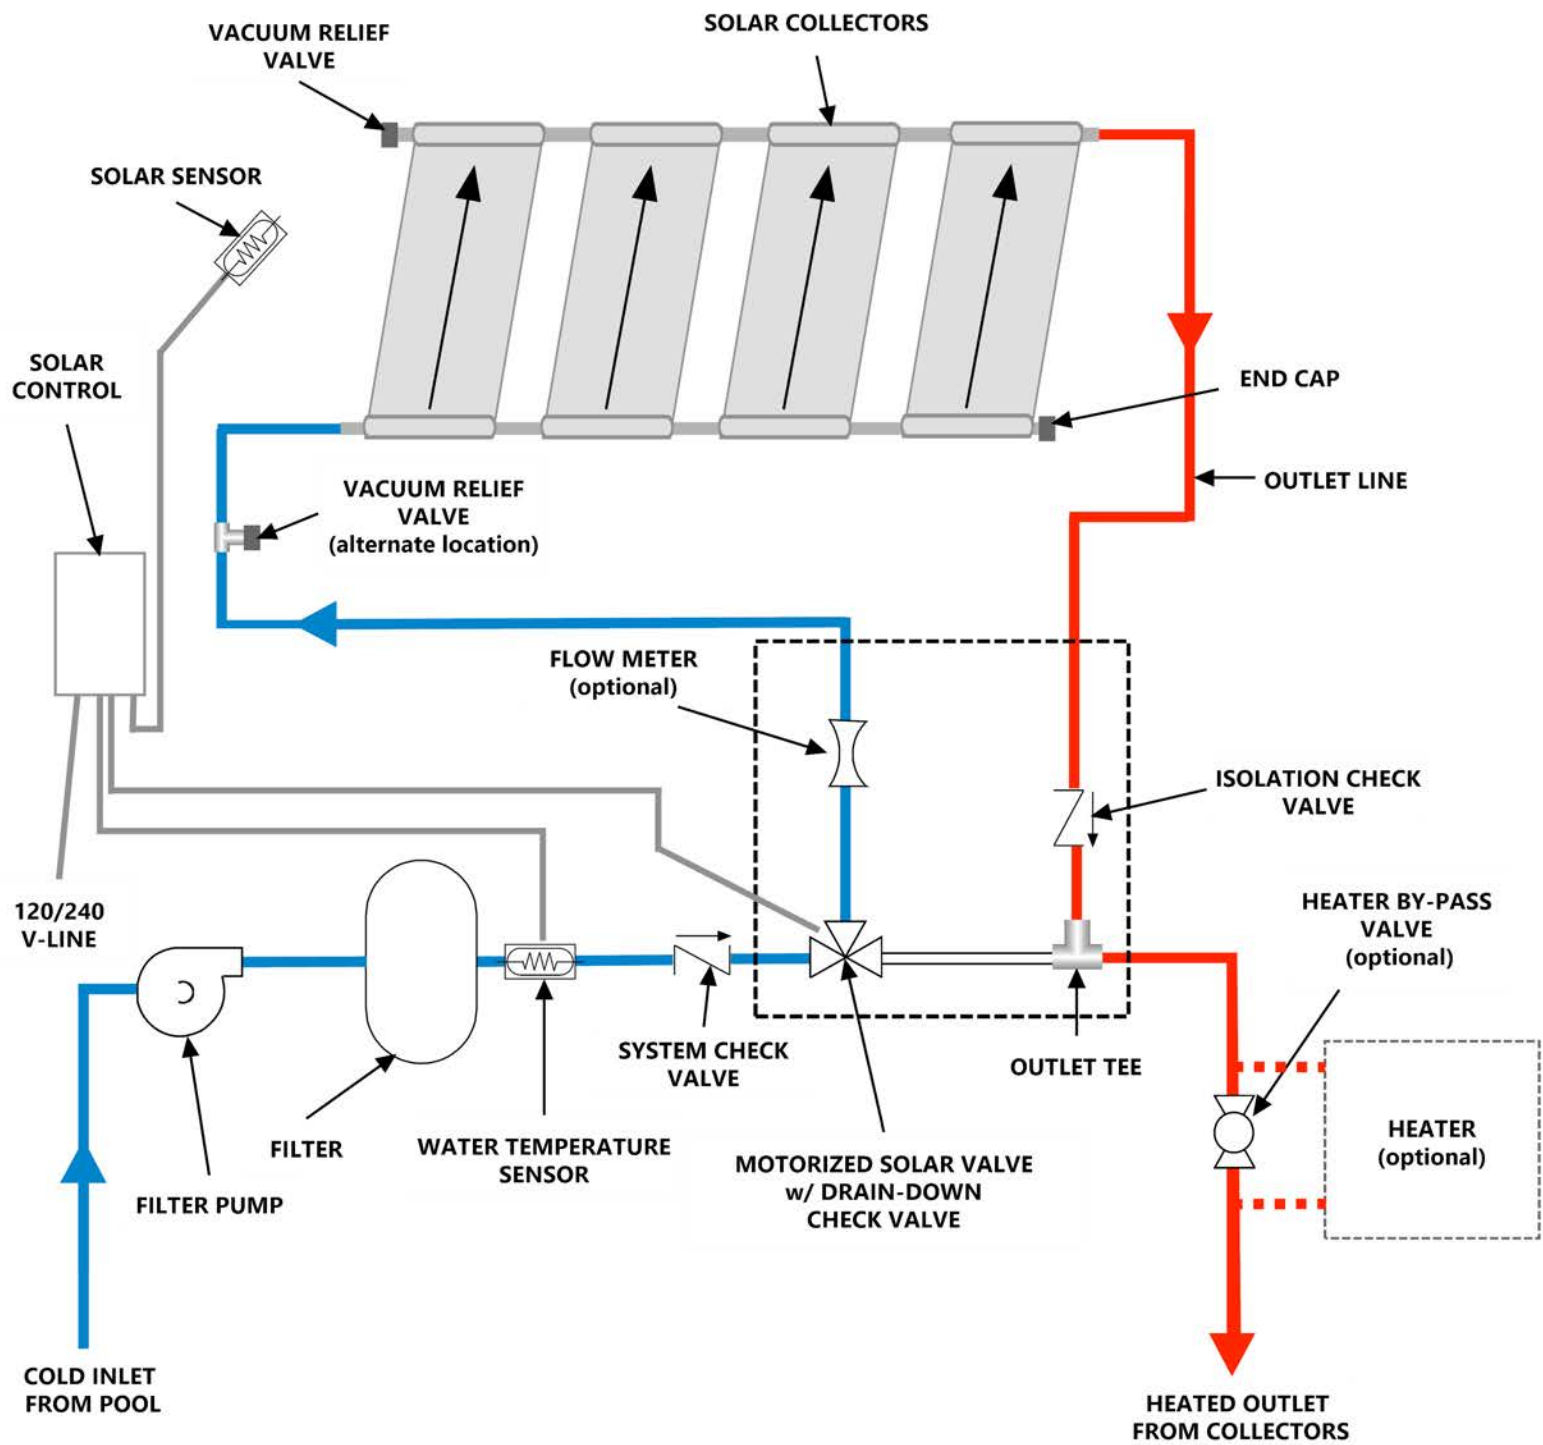 VACUUM RELIEF
VALVE
SOLAR COLLECTORS
SOLAR SENSOR
SOLAR
CONTROL
END CAP
OUTLET LINE
VACUUM RELIEF
VALVE
(alternate location)
FLOW METER
(optional)
ISOLATION CHECK
VALVE
120/240
V-LINE
HEATER BY-PASS
VALVE
(optional)
SYSTEM CHECK
VALVE
OUTLET TEE
HEATER
(optional)
FILTER
WATER TEMPERATURE
SENSOR
MOTORIZED SOLAR VALVE
w/ DRAIN-DOWN
CHECK VALVE
FILTER PUMP
COLD INLET
FROM POOL
HEATED OUTLET
FROM COLLECTORS